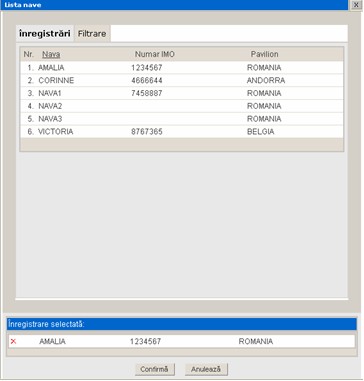 Lista nave X
Înregistrări Filtrare
Nr. Nava Numar IMO Pavilion
1. AMALIA 1234567 ROMANIA
2. CORINNE 4666644 ANDORRA
3. NAVA1 7458887 ROMANIA
4. NAVA2 ROMANIA
5. NAVA3 ROMANIA
6. VICTORIA 8767365 BELGIA
Înregistrare selectată:
AMALIA 1234567 ROMANIA
Confirmă Anulează